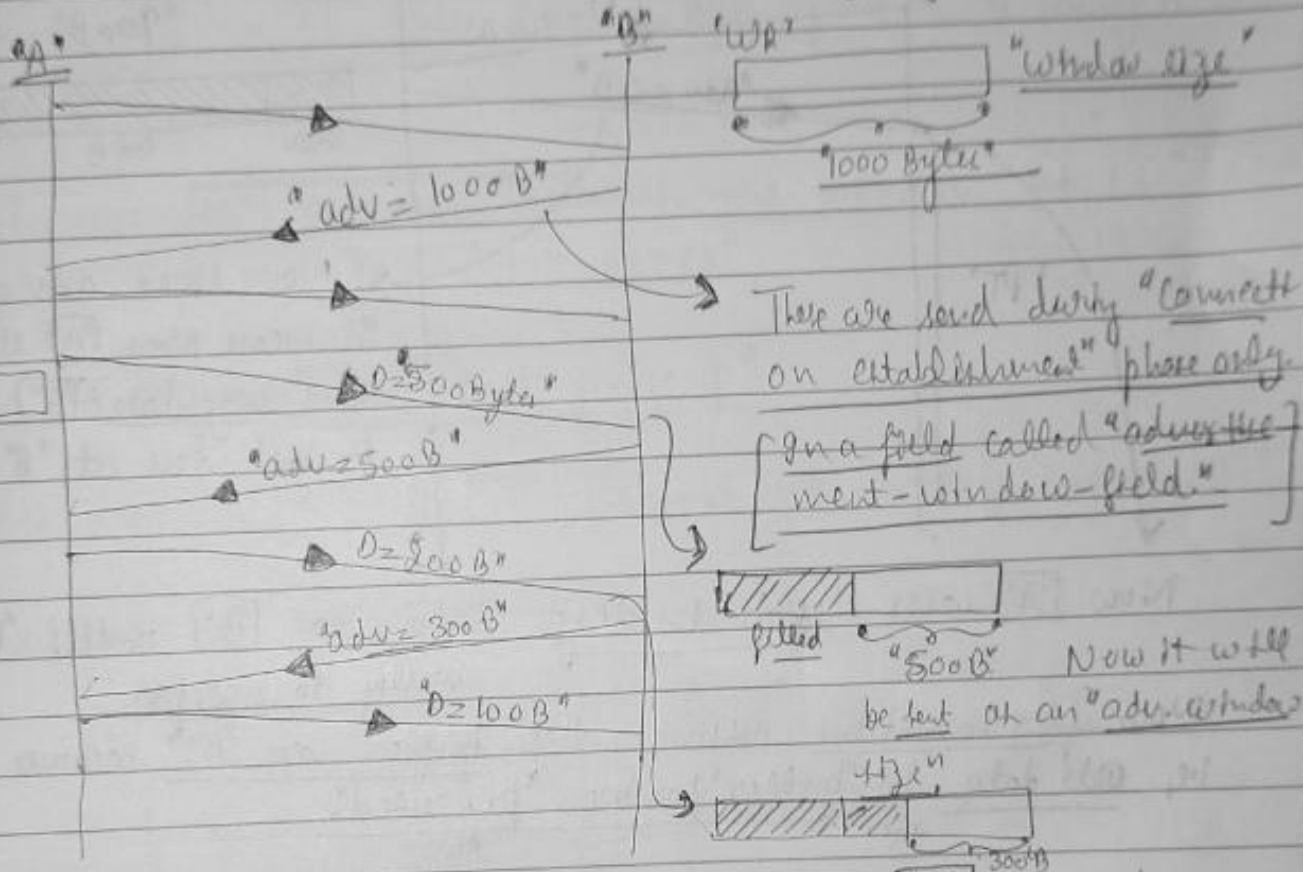 "A"
"B"
"WR"
"window size"
"1000 Bytes"
"adv = 1000B"
These are send during "connecti
on establishment" phase only.
[In a field called "advertise
ment-window-field."]
"D=500Bytes"
"adv=500B"
D=200B"
filled
"500B" Now it will
be sent as an "adv. window
size"
"adv= 300B"
"D=100B"
300B